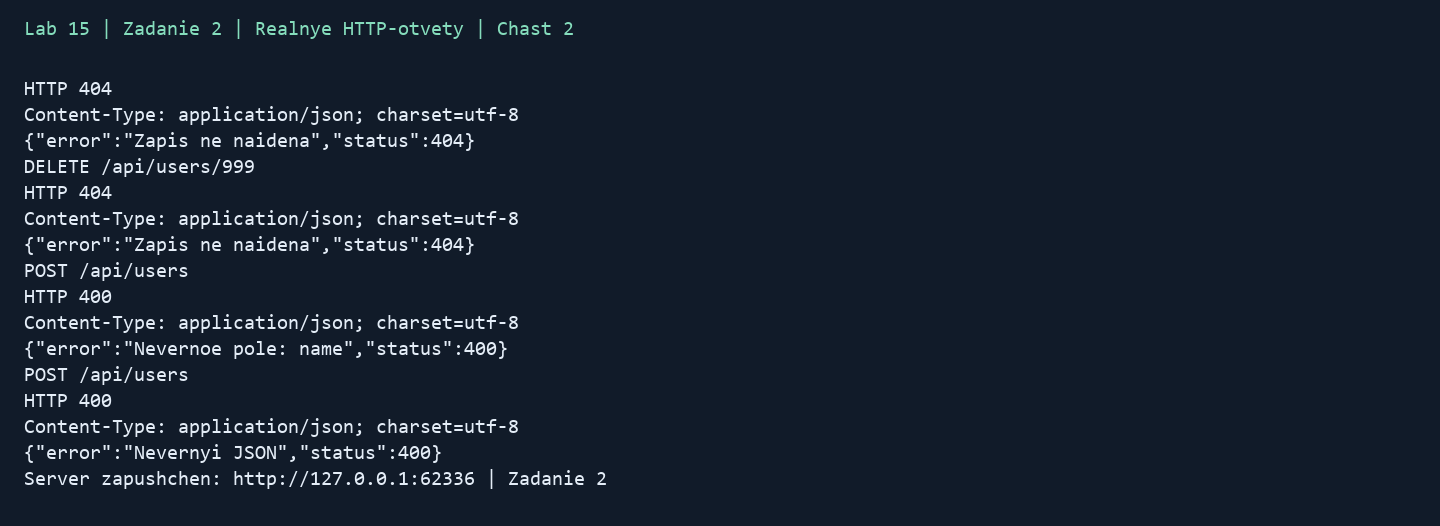 Lab 15 | Zadanie 2 | Realnye HTTP-otvety | Chast 2
HTTP 404
Content-Type: application/json; charset=utf-8
{"error":"Zapis ne naidena","status":404}
DELETE /api/users/999
HTTP 404
Content-Type: application/json; charset=utf-8
{"error":"Zapis ne naidena","status":404}
POST /api/users
HTTP 400
Content-Type: application/json; charset=utf-8
{"error":"Nevernoe pole: name","status":400}
POST /api/users
HTTP 400
Content-Type: application/json; charset=utf-8
{"error":"Nevernyi JSON","status":400}
Server zapushchen: http://127.0.0.1:62336 | Zadanie 2